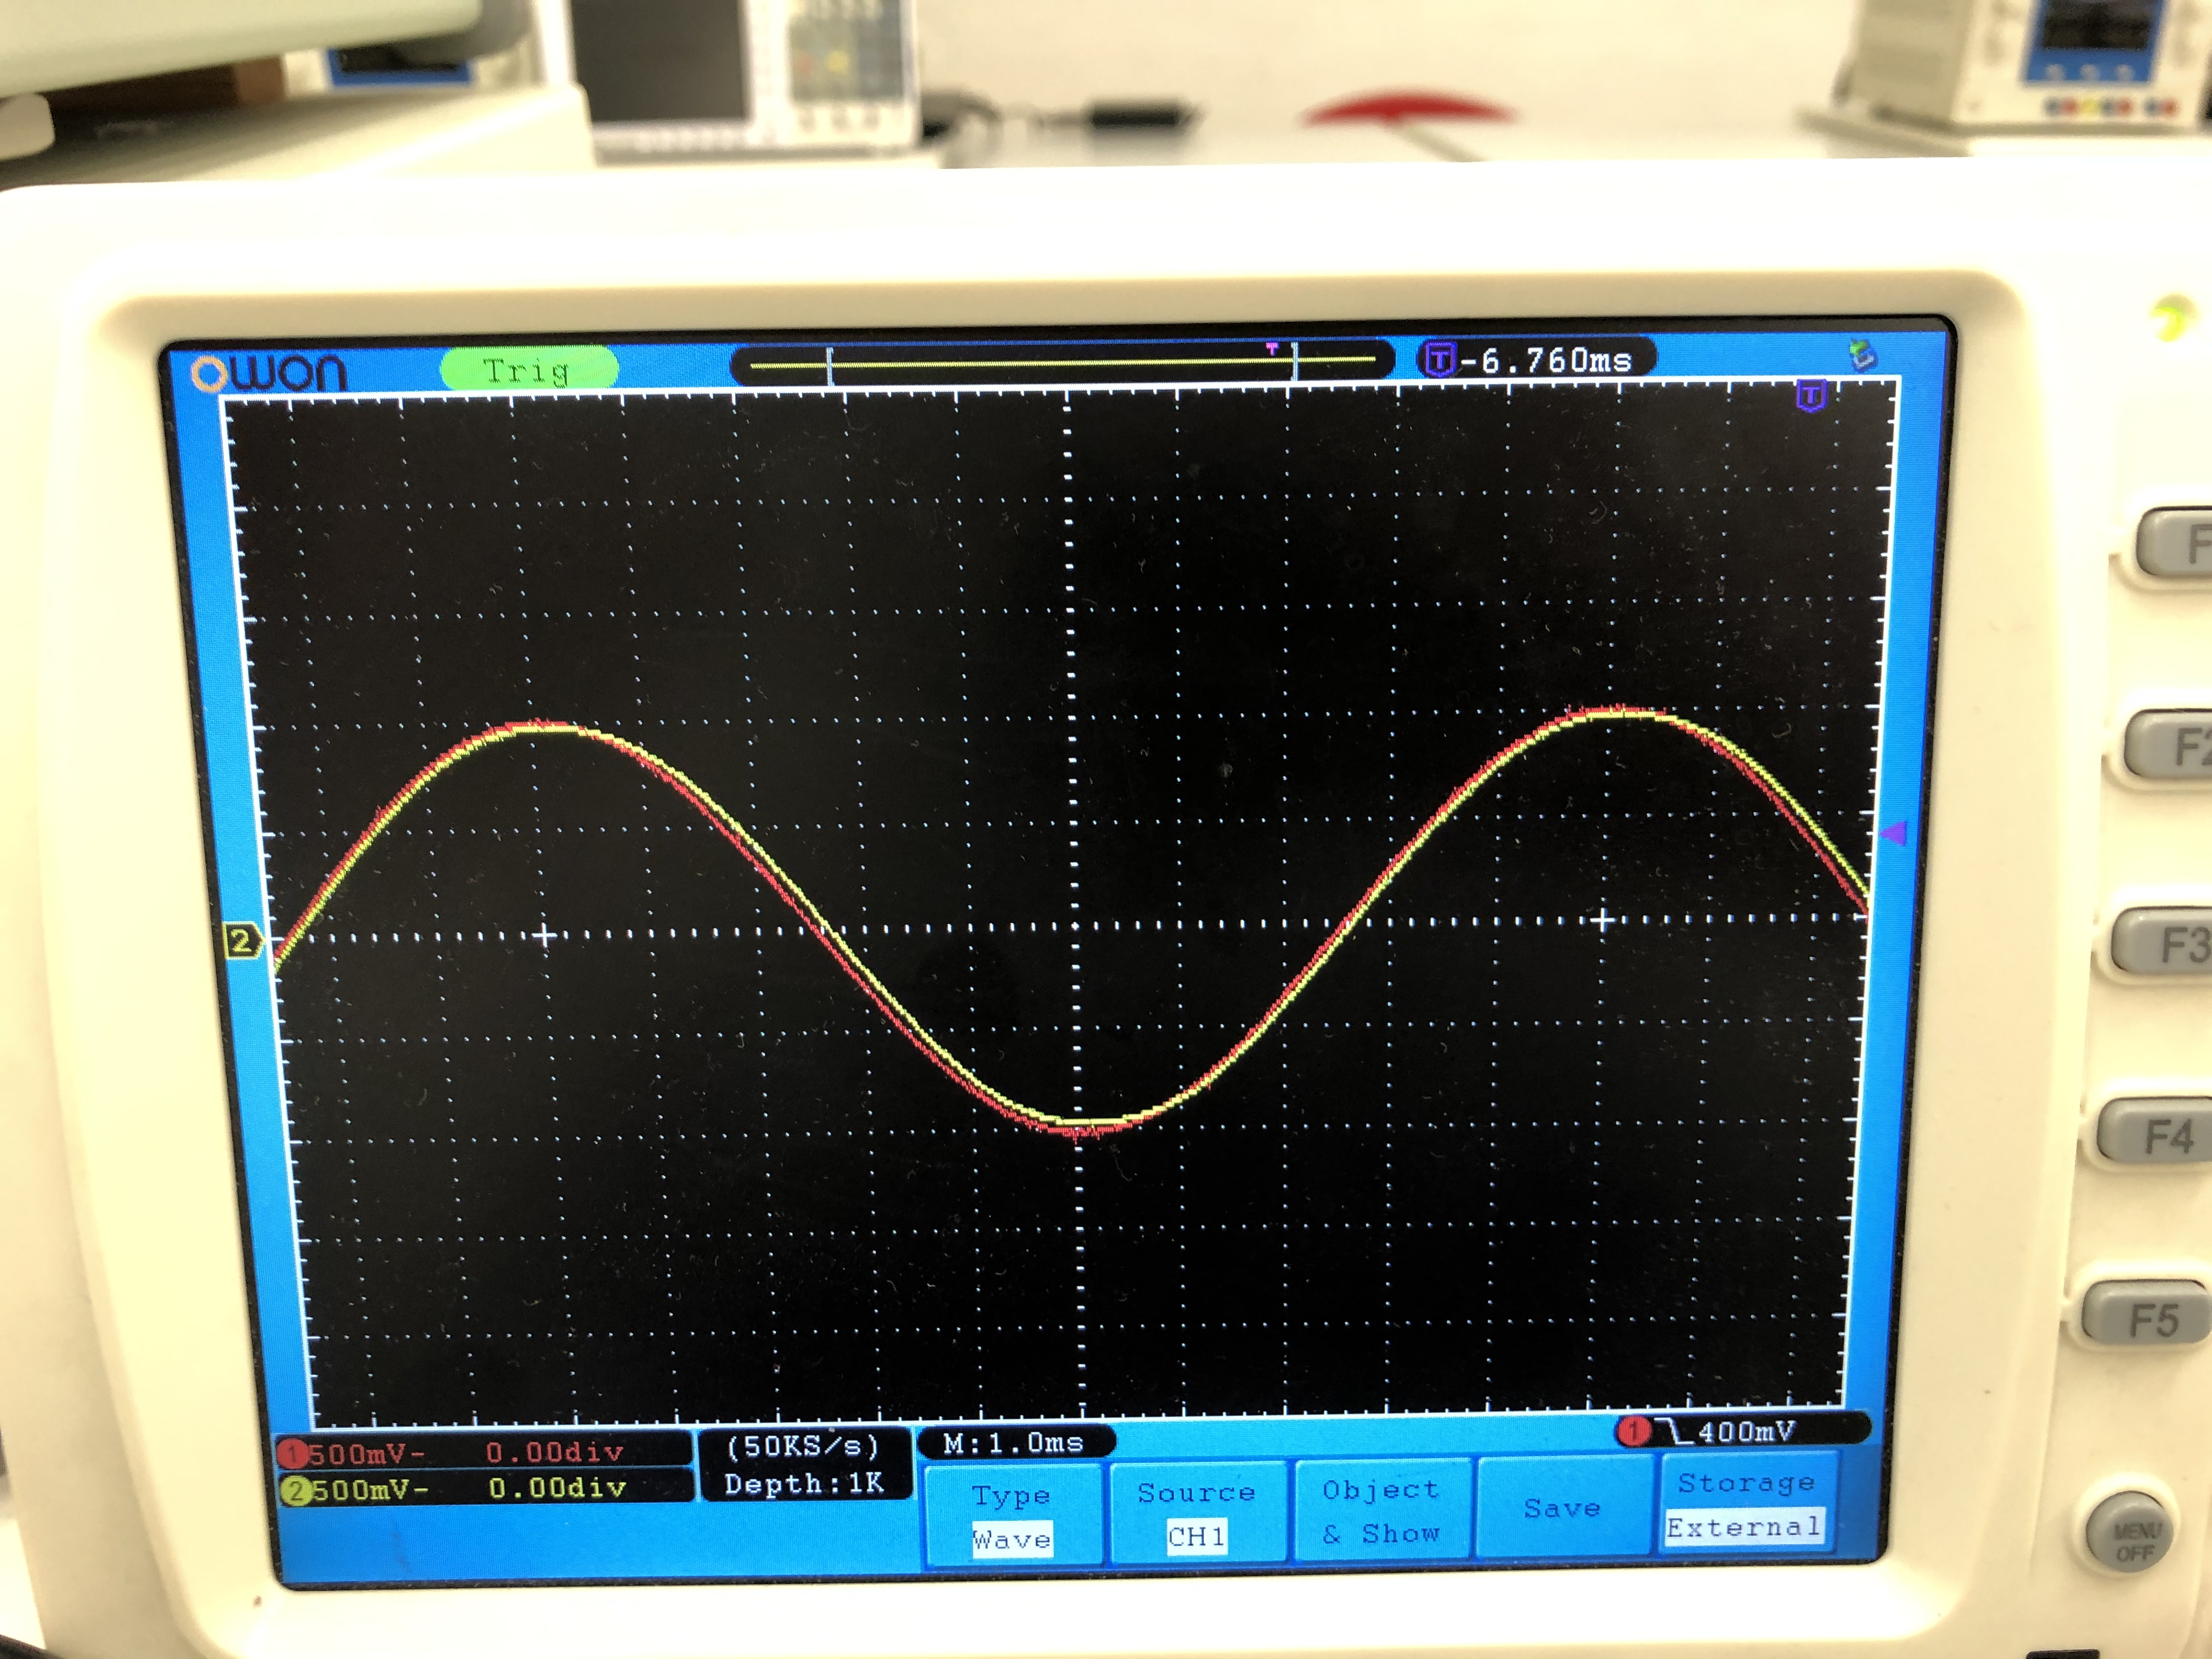 OWON Trig T T -6.760ms
T
F2
2
F3
F4
F5
1 500mV- 0.00div (50KS/s) M:1.0ms 1 400mV
2 500mV- 0.00div Depth:1K
Type Source Object Save Storage
Wave CH1 & Show External
MENU
OFF